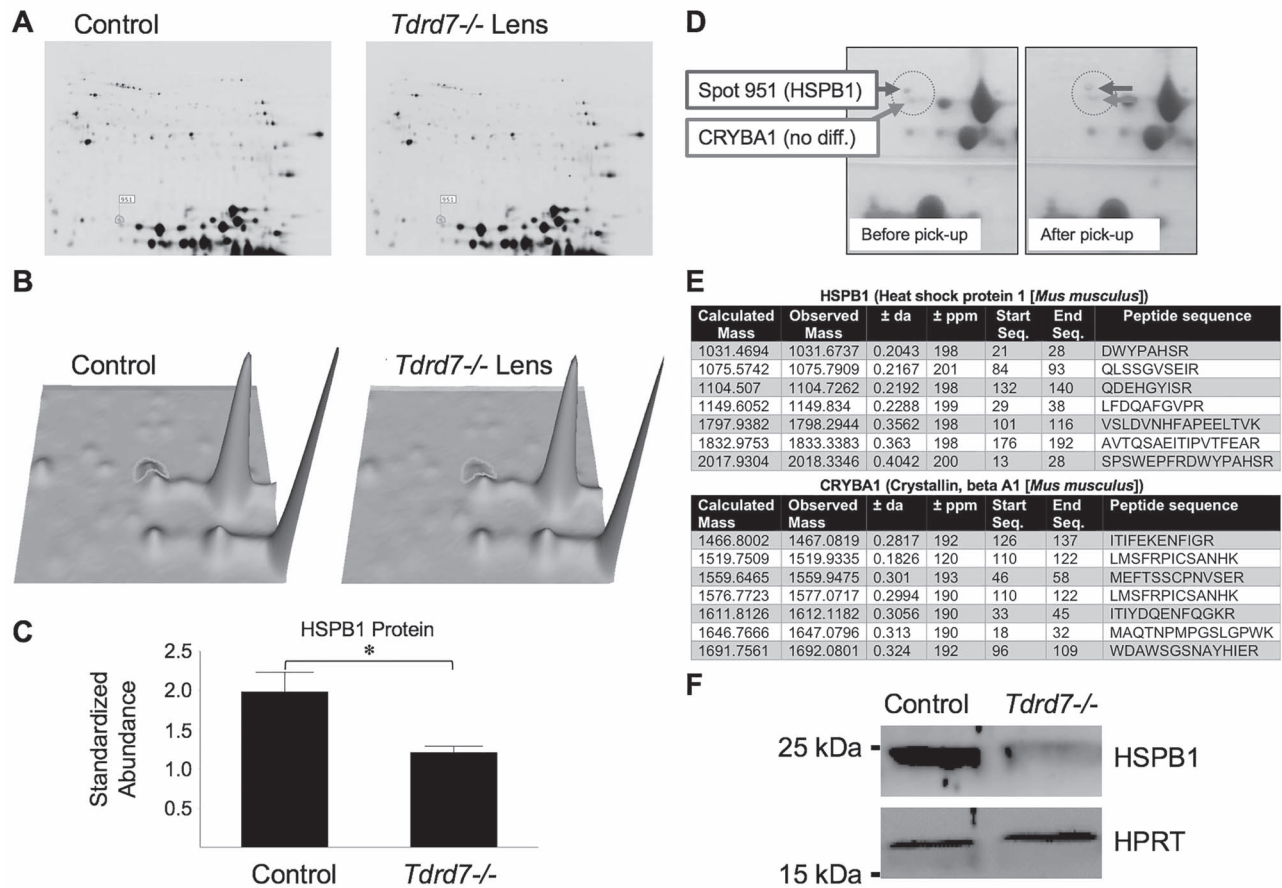 A
Control
Tdrd7-/- Lens
951
951
B
Control
Tdrd7-/- Lens
C
HSPB1 Protein
*
Standardized
Abundance
2.5
2.0
1.5
1.0
0.5
Control
Tdrd7-/-
D
Spot 951 (HSPB1)
CRYBA1 (no diff.)
Before pick-up
After pick-up
E
HSPB1 (Heat shock protein 1 [Mus musculus])
Calculated Mass Observed Mass ± da ± ppm Start Seq. End Seq. Peptide sequence
1031.4694 1031.6737 0.2043 198 21 28 DWYPAHSR
1075.5742 1075.7909 0.2167 201 84 93 QLSSGVSEIR
1104.507 1104.7262 0.2192 198 132 140 QDEHGYISR
1149.6052 1149.834 0.2288 199 29 38 LFDQAFGVPR
1797.9382 1798.2944 0.3562 198 101 116 VSLDVNHFAPEELTVK
1832.9753 1833.3383 0.363 198 176 192 AVTQSAEITIPVTFEAR
2017.9304 2018.3346 0.4042 200 13 28 SPSWEPFRDWYPAHSR
CRYBA1 (Crystallin, beta A1 [Mus musculus])
Calculated Mass Observed Mass ± da ± ppm Start Seq. End Seq. Peptide sequence
1466.8002 1467.0819 0.2817 192 126 137 ITIFEKENFIGR
1519.7509 1519.9335 0.1826 120 110 122 LMSFRPICSANHK
1559.6465 1559.9475 0.301 193 46 58 MEFTSSCPNVSER
1576.7723 1577.0717 0.2994 190 110 122 LMSFRPICSANHK
1611.8126 1612.1182 0.3056 190 33 45 ITIYDQENFQGKR
1646.7666 1647.0796 0.313 190 18 32 MAQTNPMPGSLGPWK
1691.7561 1692.0801 0.324 192 96 109 WDAWSGSNAYHIER
F
Control
Tdrd7-/-
25 kDa
HSPB1
HPRT
15 kDa